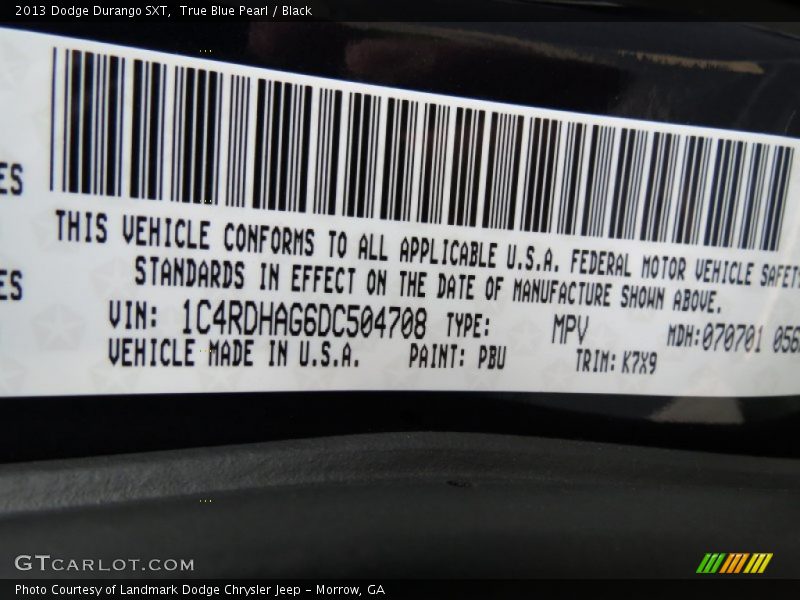 2013 Dodge Durango SXT,  True Blue Pearl / Black
ES
THIS VEHICLE CONFORMS TO ALL APPLICABLE U.S.A. FEDERAL MOTOR VEHICLE SAFETY
ES
STANDARDS IN EFFECT ON THE DATE OF MANUFACTURE SHOWN ABOVE.
VIN: 1C4RDHAG6DC504708 TYPE: MPV MDH:070701 056
VEHICLE MADE IN U.S.A. PAINT: PBU TRIM: K7X9
GTCARLOT.COM
Photo Courtesy of Landmark Dodge Chrysler Jeep - Morrow, GA